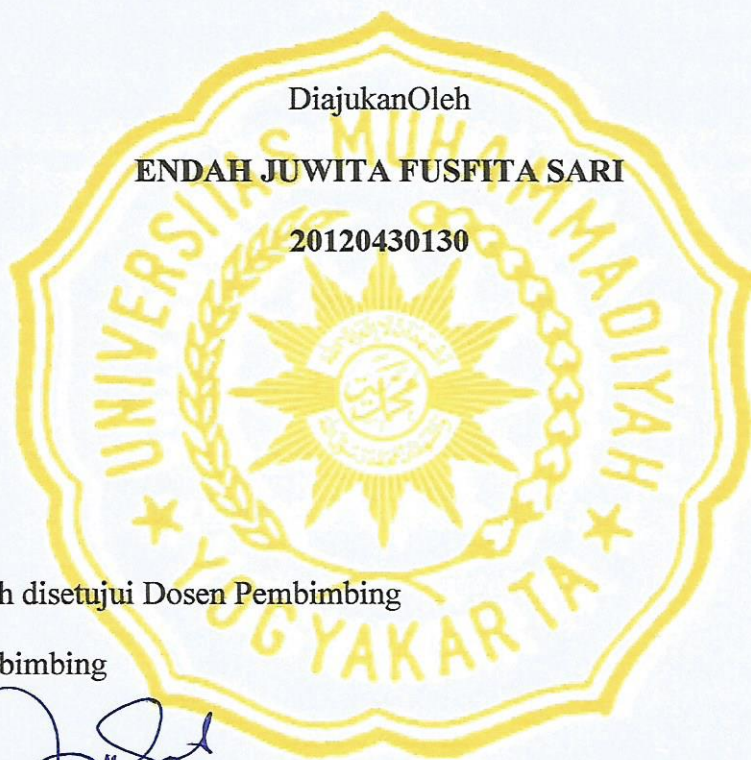 DiajukanOleh
ENDAH JUWITA FUSFITA SARI
20120430130
UNIVERSITAS MUHAMMADIYAH
★ YOGYAKARTA ★
h disetujui Dosen Pembimbing
bimbing